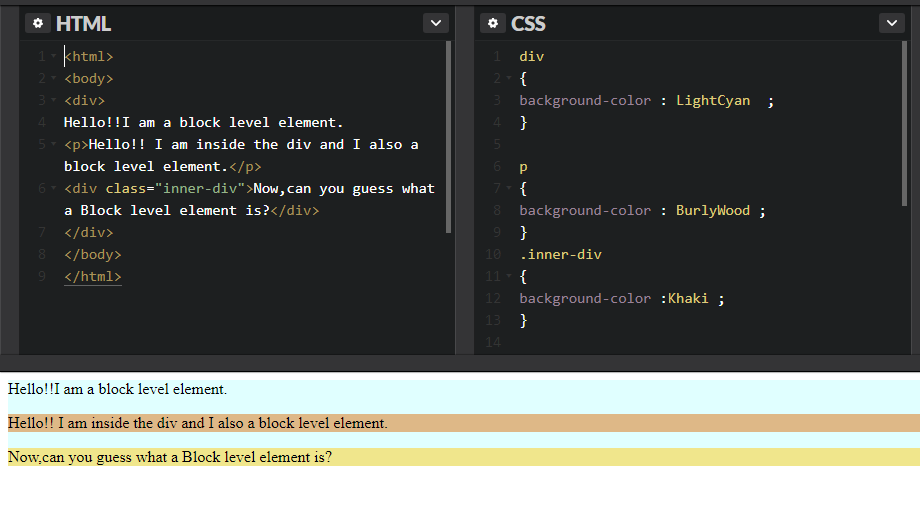 HTML
1 <html>
2 <body>
3 <div>
4 Hello!!I am a block level element.
5 <p>Hello!! I am inside the div and I also a
block level element.</p>
6 <div class="inner-div">Now,can you guess what
a Block level element is?</div>
7 </div>
8 </body>
9 </html>
CSS
1 div
2 {
3 background-color : LightCyan  ;
4 }
5
6 p
7 {
8 background-color : BurlyWood ;
9 }
10 .inner-div
11 {
12 background-color :Khaki ;
13 }
14
Hello!!I am a block level element.
Hello!! I am inside the div and I also a block level element.
Now,can you guess what a Block level element is?